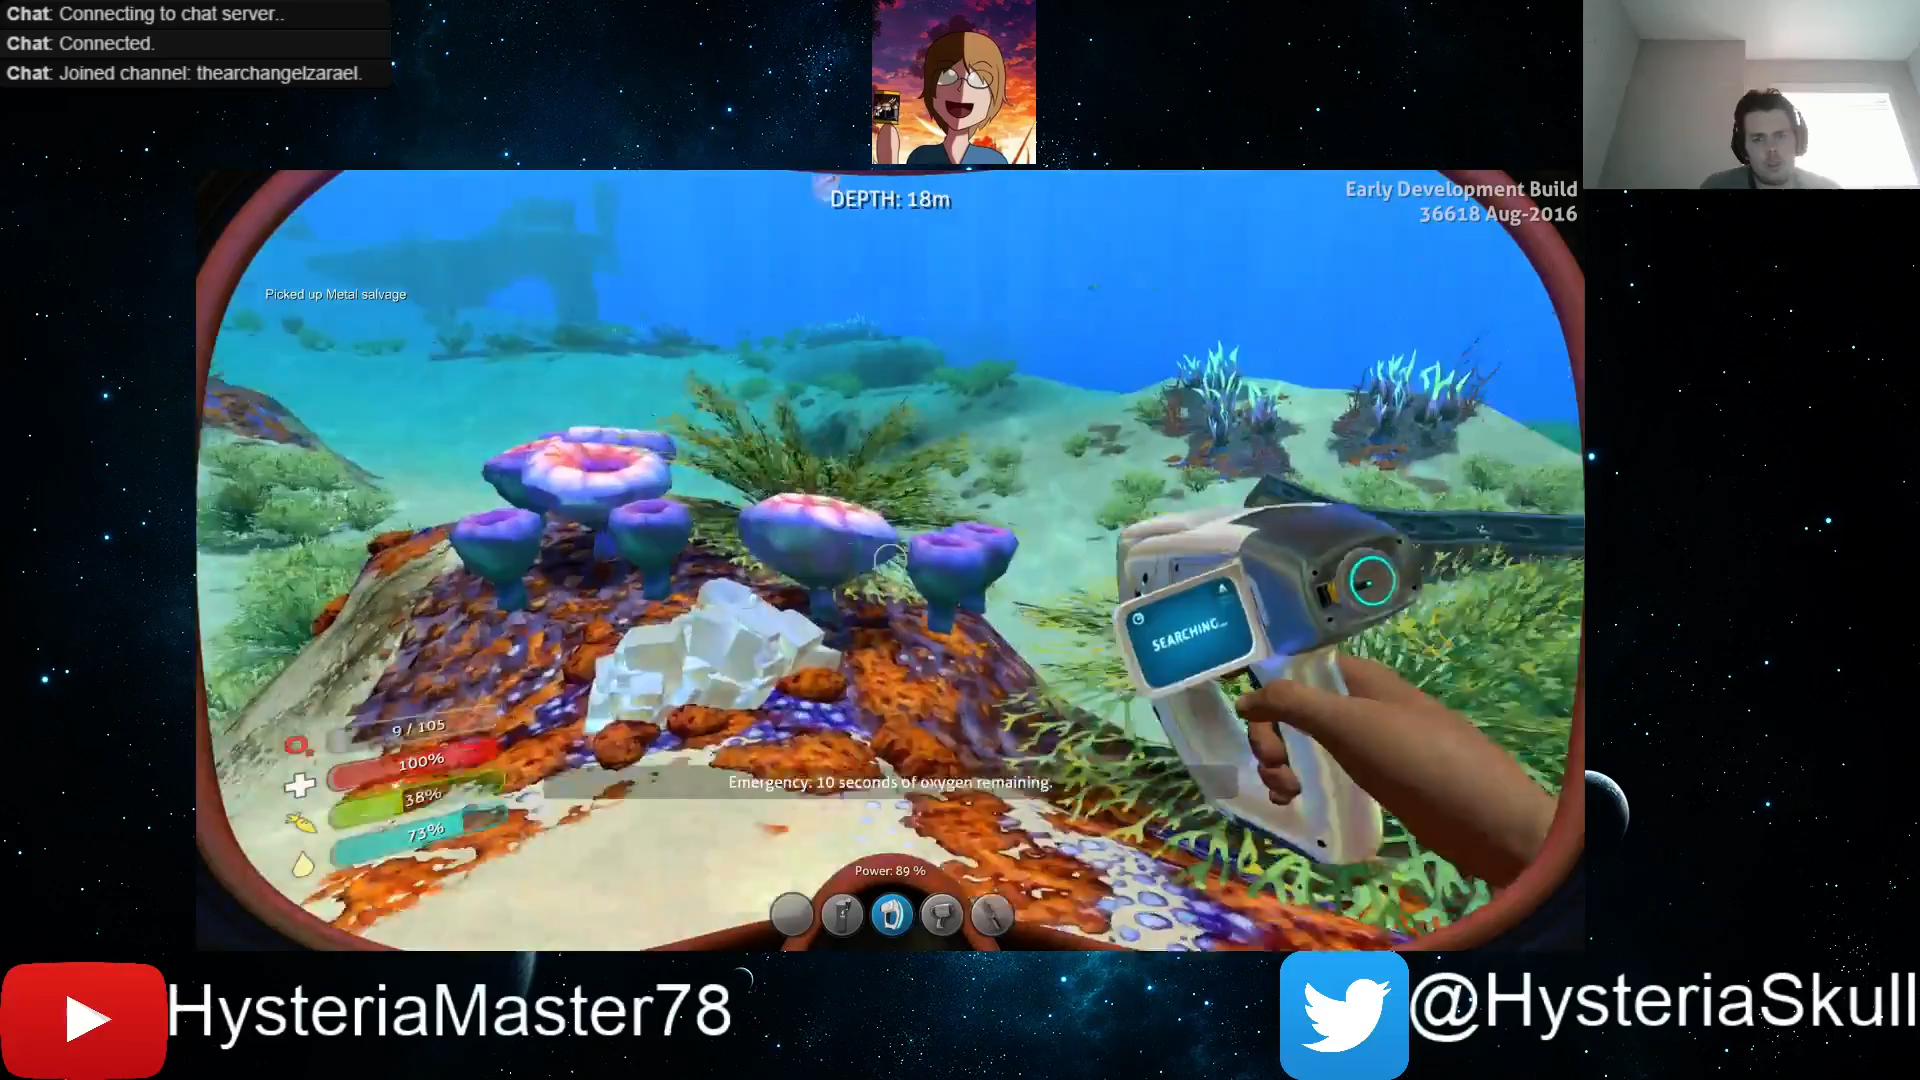 Chat: Connecting to chat server..
Chat: Connected.
Chat: Joined channel: thearchangelzarael.
DEPTH: 18m
Early Development Build
36618 Aug-2016
Picked up Metal salvage
SEARCHING...
9 / 105
100%
38%
73%
Emergency: 10 seconds of oxygen remaining.
Power: 89 %
HysteriaMaster78
@HysteriaSkull